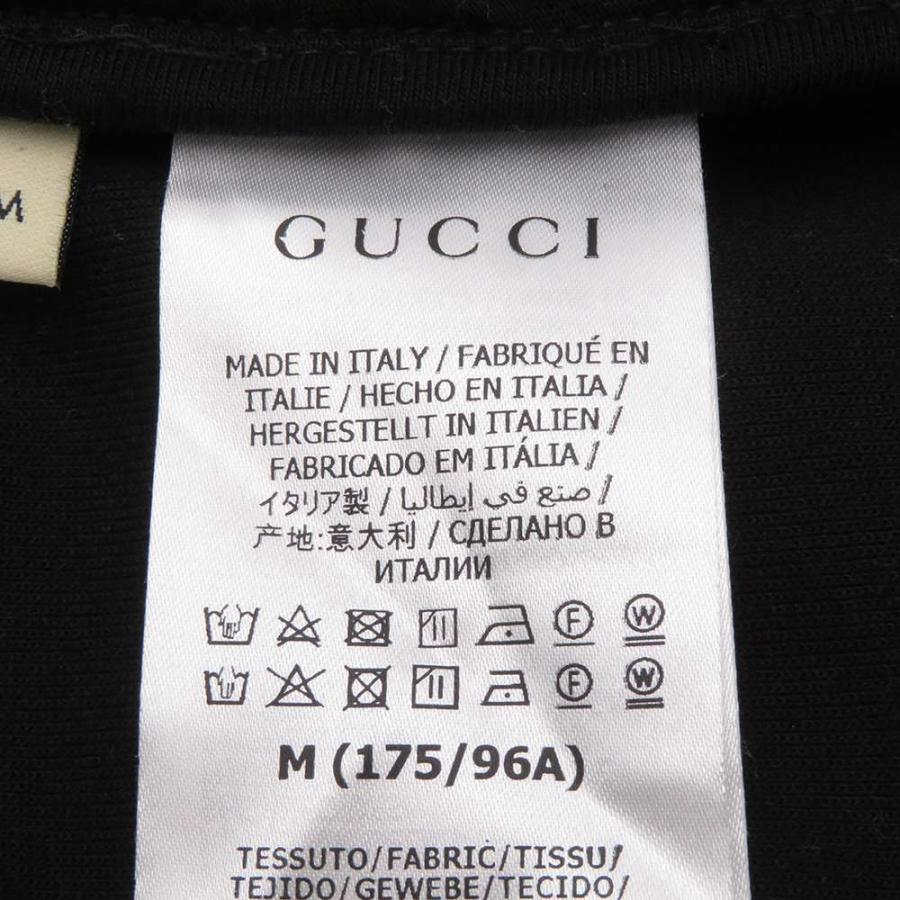 M
GUCCI
MADE IN ITALY / FABRIQUÉ EN
ITALIE / HECHO EN ITALIA /
HERGESTELLT IN ITALIEN /
FABRICADO EM ITÁLIA /
イタリア製 / صنع في إيطاليا /
产地:意大利 / СДЕЛАНО В
ИТАЛИИ
F W
F W
M (175/96A)
TESSUTO/FABRIC/TISSU/
TEJIDO/GEWEBE/TECIDO/